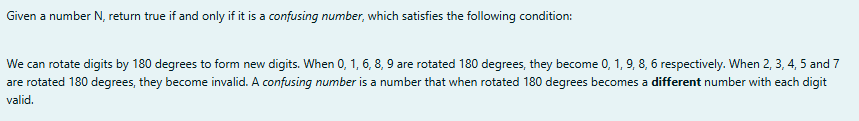 Given a number N, return true if and only if it is a confusing number, which satisfies the following condition:
We can rotate digits by 180 degrees to form new digits. When 0, 1, 6, 8, 9 are rotated 180 degrees, they become 0, 1, 9, 8, 6 respectively. When 2, 3, 4, 5 and 7
are rotated 180 degrees, they become invalid. A confusing number is a number that when rotated 180 degrees becomes a different number with each digit
valid.